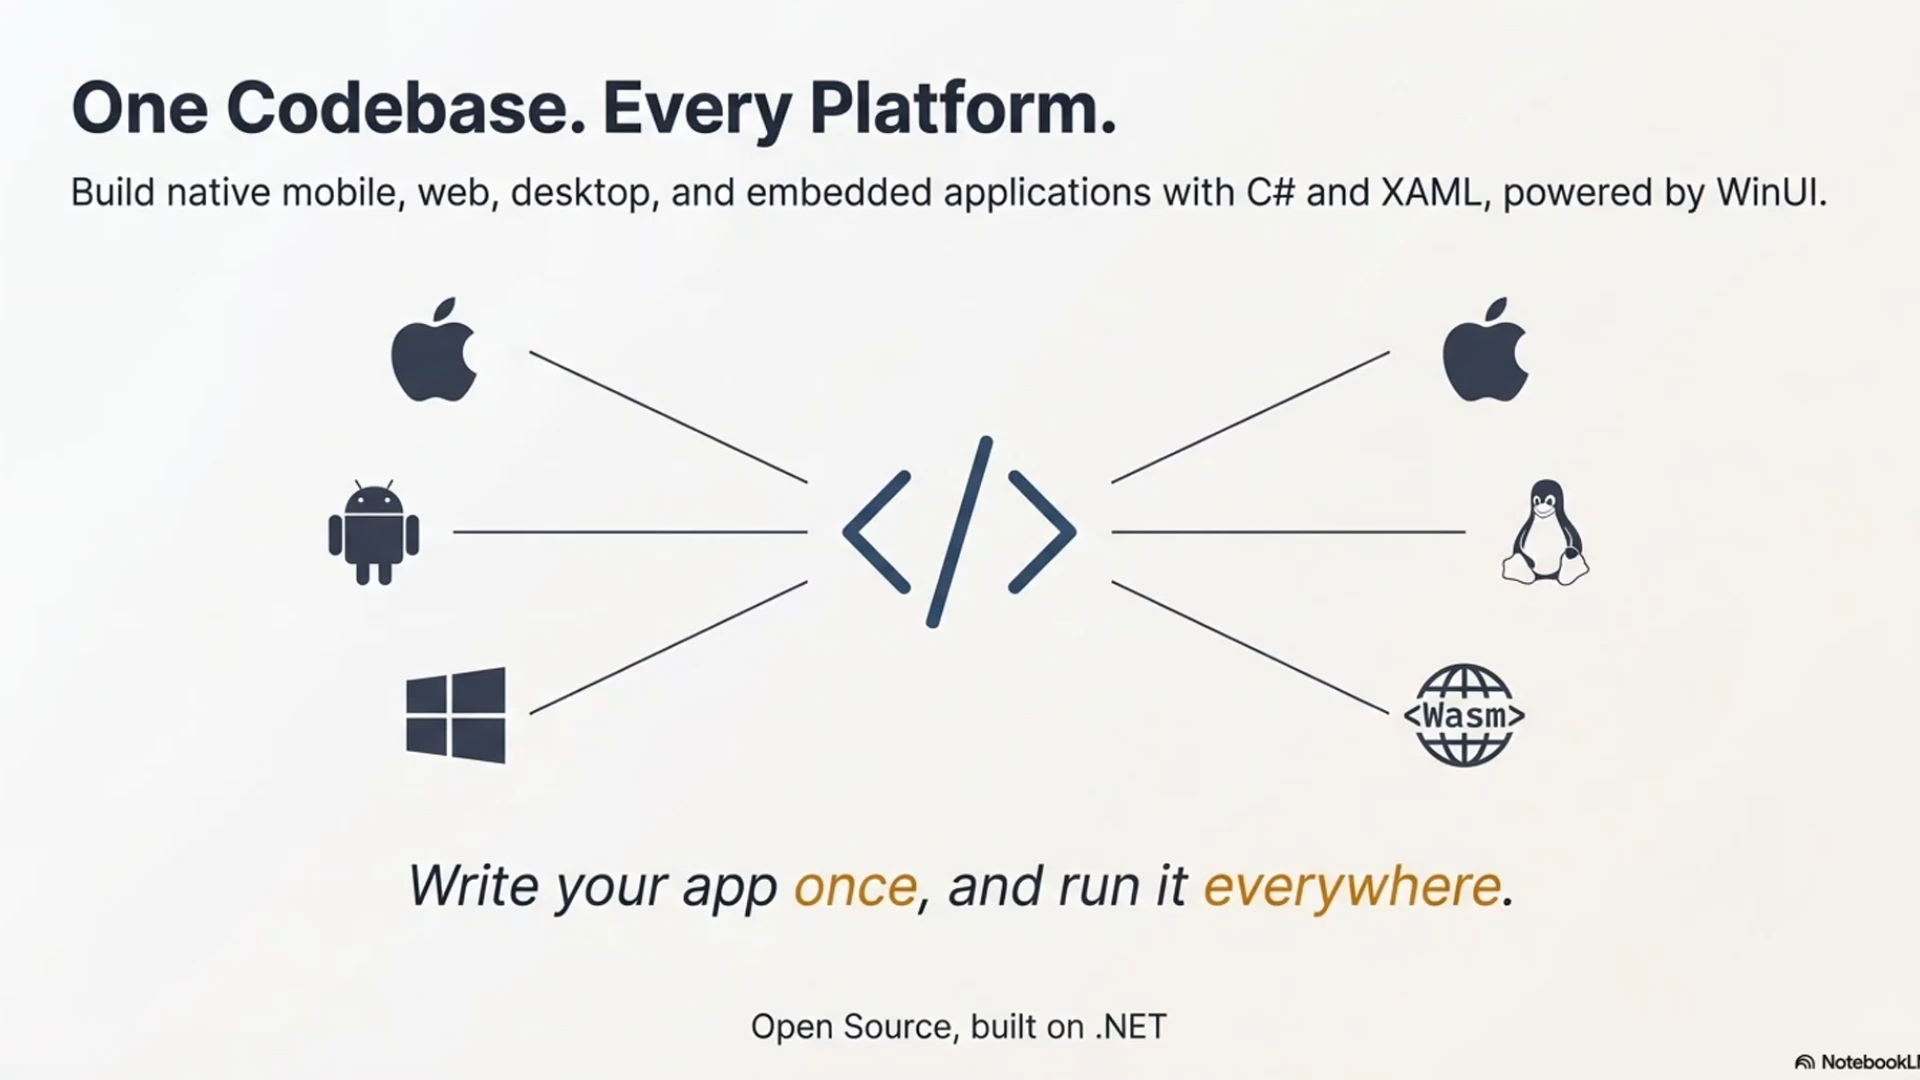 One Codebase. Every Platform.
Build native mobile, web, desktop, and embedded applications with C# and XAML, powered by WinUI.
<Wasm>
Write your app once, and run it everywhere.
Open Source, built on .NET
NotebookL